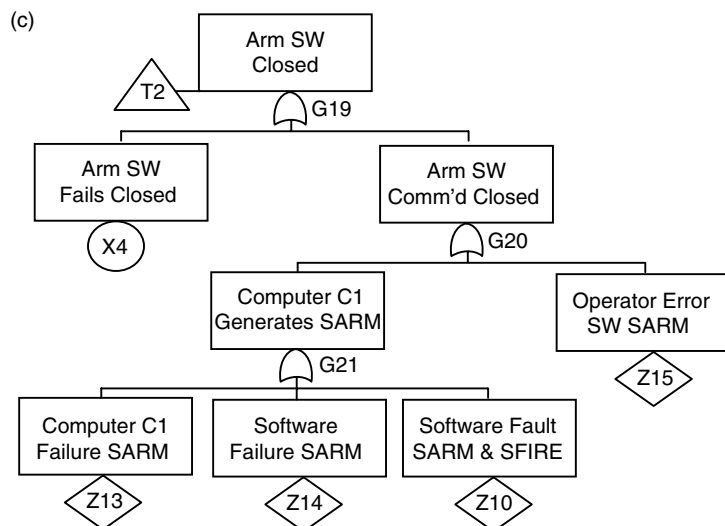 (c)
Arm SW
Closed
T2
G19
Arm SW
Fails Closed
X4
Arm SW
Comm'd Closed
G20
Computer C1
Generates SARM
G21
Operator Error
SW SARM
Z15
Computer C1
Failure SARM
Z13
Software
Failure SARM
Z14
Software Fault
SARM & SFIRE
Z10